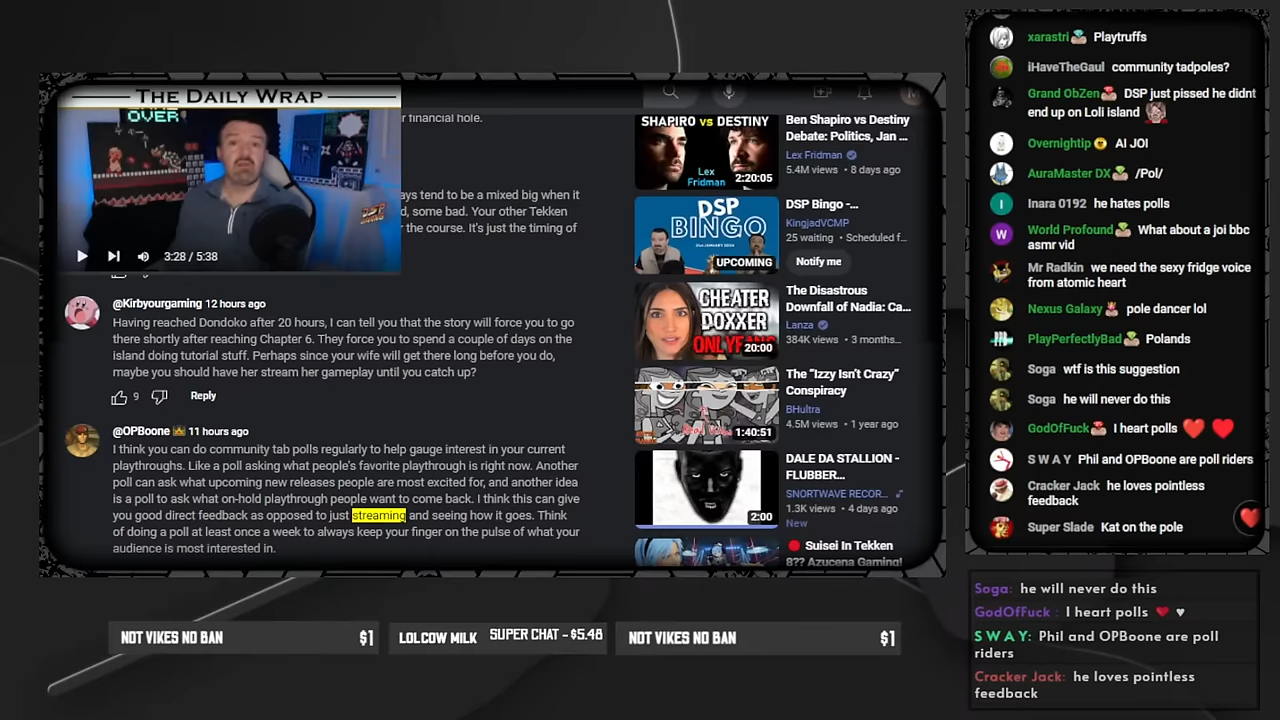 THE DAILY WRAP
OVER
DSP
3:28 / 5:38
financial hole.
ays tend to be a mixed big when it
d, some bad. Your other Tekken
r the course. It's just the timing of
@Kirbyourgaming 12 hours ago
Having reached Dondoko after 20 hours, I can tell you that the story will force you to go
there shortly after reaching Chapter 6. They force you to spend a couple of days on the
island doing tutorial stuff. Perhaps since your wife will get there long before you do,
maybe you should have her stream her gameplay until you catch up?
9 Reply
@OPBoone 11 hours ago
I think you can do community tab polls regularly to help gauge interest in your current
playthroughs. Like a poll asking what people's favorite playthrough is right now. Another
poll can ask what upcoming new releases people are most excited for, and another idea
is a poll to ask what on-hold playthrough people want to come back. I think this can give
you good direct feedback as opposed to just streaming and seeing how it goes. Think
of doing a poll at least once a week to always keep your finger on the pulse of what your
audience is most interested in.
SHAPIRO VS DESTINY
Lex
Fridman
2:20:05
Ben Shapiro vs Destiny
Debate: Politics, Jan ...
Lex Fridman
5.4M views • 8 days ago
DSP
BINGO
UPCOMING
DSP Bingo -...
KingjadVCMP
25 waiting • Scheduled f...
Notify me
CHEATER
DOXXER
ONLYFANS
20:00
The Disastrous
Downfall of Nadia: Ca...
Lanza
384K views • 3 months...
1:40:51
The "Izzy Isn't Crazy"
Conspiracy
BHultra
4.5M views • 1 year ago
2:00
DALE DA STALLION -
FLUBBER...
SNORTWAVE RECOR...
1.3K views • 4 days ago
New
Suisei In Tekken
8?? Azucena Gaming!
xarastri Playtruffs
iHaveTheGaul community tadpoles?
Grand ObZen DSP just pissed he didnt
end up on Loli island
Overnightip AI JOI
AuraMaster DX /Pol/
Inara 0192 he hates polls
World Profound What about a joi bbc
asmr vid
Mr Radkin we need the sexy fridge voice
from atomic heart
Nexus Galaxy pole dancer lol
PlayPerfectlyBad Polands
Soga wtf is this suggestion
Soga he will never do this
GodOfFuck I heart polls
S W A Y Phil and OPBoone are poll riders
Cracker Jack he loves pointless
feedback
Super Slade Kat on the pole
Soga: he will never do this
GodOfFuck : I heart polls
S W A Y: Phil and OPBoone are poll
riders
Cracker Jack: he loves pointless
feedback
NOT VIKES NO BAN $1
LOLCOW MILK SUPER CHAT - $5.48
NOT VIKES NO BAN $1